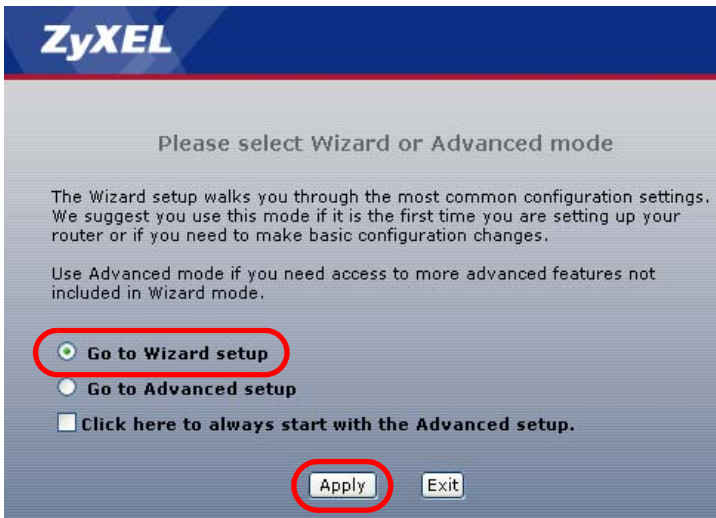 ZyXEL
Please select Wizard or Advanced mode
The Wizard setup walks you through the most common configuration settings.
We suggest you use this mode if it is the first time you are setting up your
router or if you need to make basic configuration changes.
Use Advanced mode if you need access to more advanced features not
included in Wizard mode.
Go to Wizard setup
Go to Advanced setup
Click here to always start with the Advanced setup.
Apply Exit